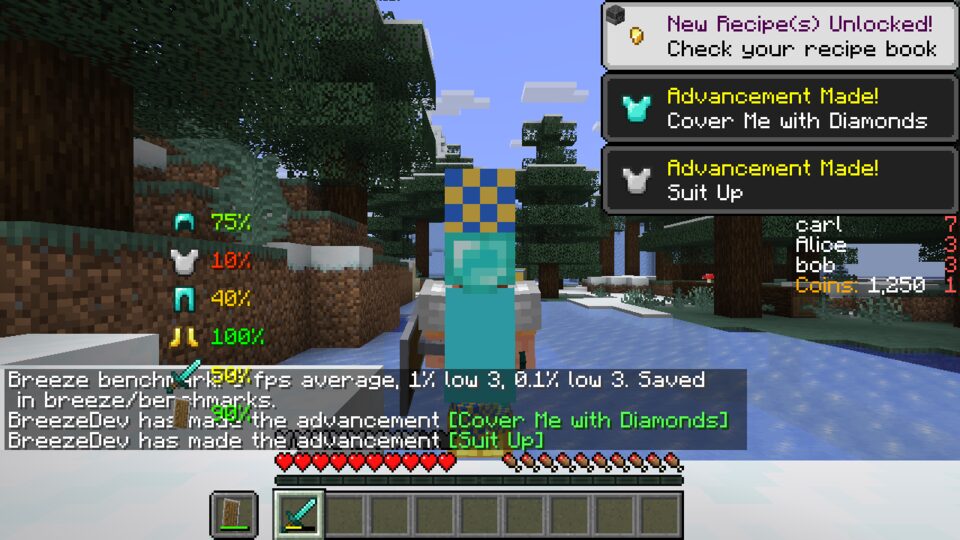 New Recipe(s) Unlocked!
Check your recipe book
Advancement Made!
Cover Me with Diamonds
Advancement Made!
Suit Up
carl 7
Alice 3
bob 3
Coins: 1,250 1
75%
10%
40%
100%
50%
90%
Breeze benchmark: fps average, 1% low 3, 0.1% low 3. Saved
in breeze/benchmarks.
BreezeDev has made the advancement [Cover Me with Diamonds]
BreezeDev has made the advancement [Suit Up]